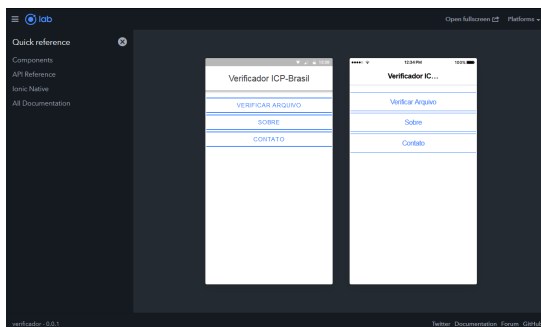 lab
Open fullscreen
Platforms
Quick reference
Components
API Reference
Ionic Native
All Documentation
Verificador ICP-Brasil
VERIFICAR ARQUIVO
SOBRE
CONTATO
12:34 PM
100%
Verificador IC...
Verificar Arquivo
Sobre
Contato
verificador - 0.0.1
Twitter Documentation Forum GitHub